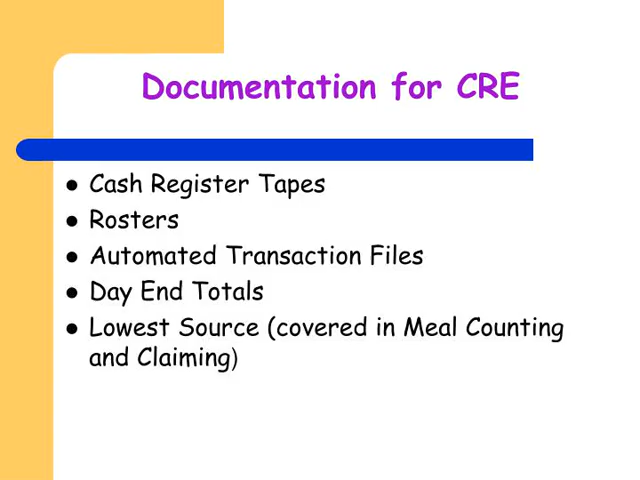 Documentation for CRE
● Cash Register Tapes
● Rosters
● Automated Transaction Files
● Day End Totals
● Lowest Source (covered in Meal Counting
and Claiming)